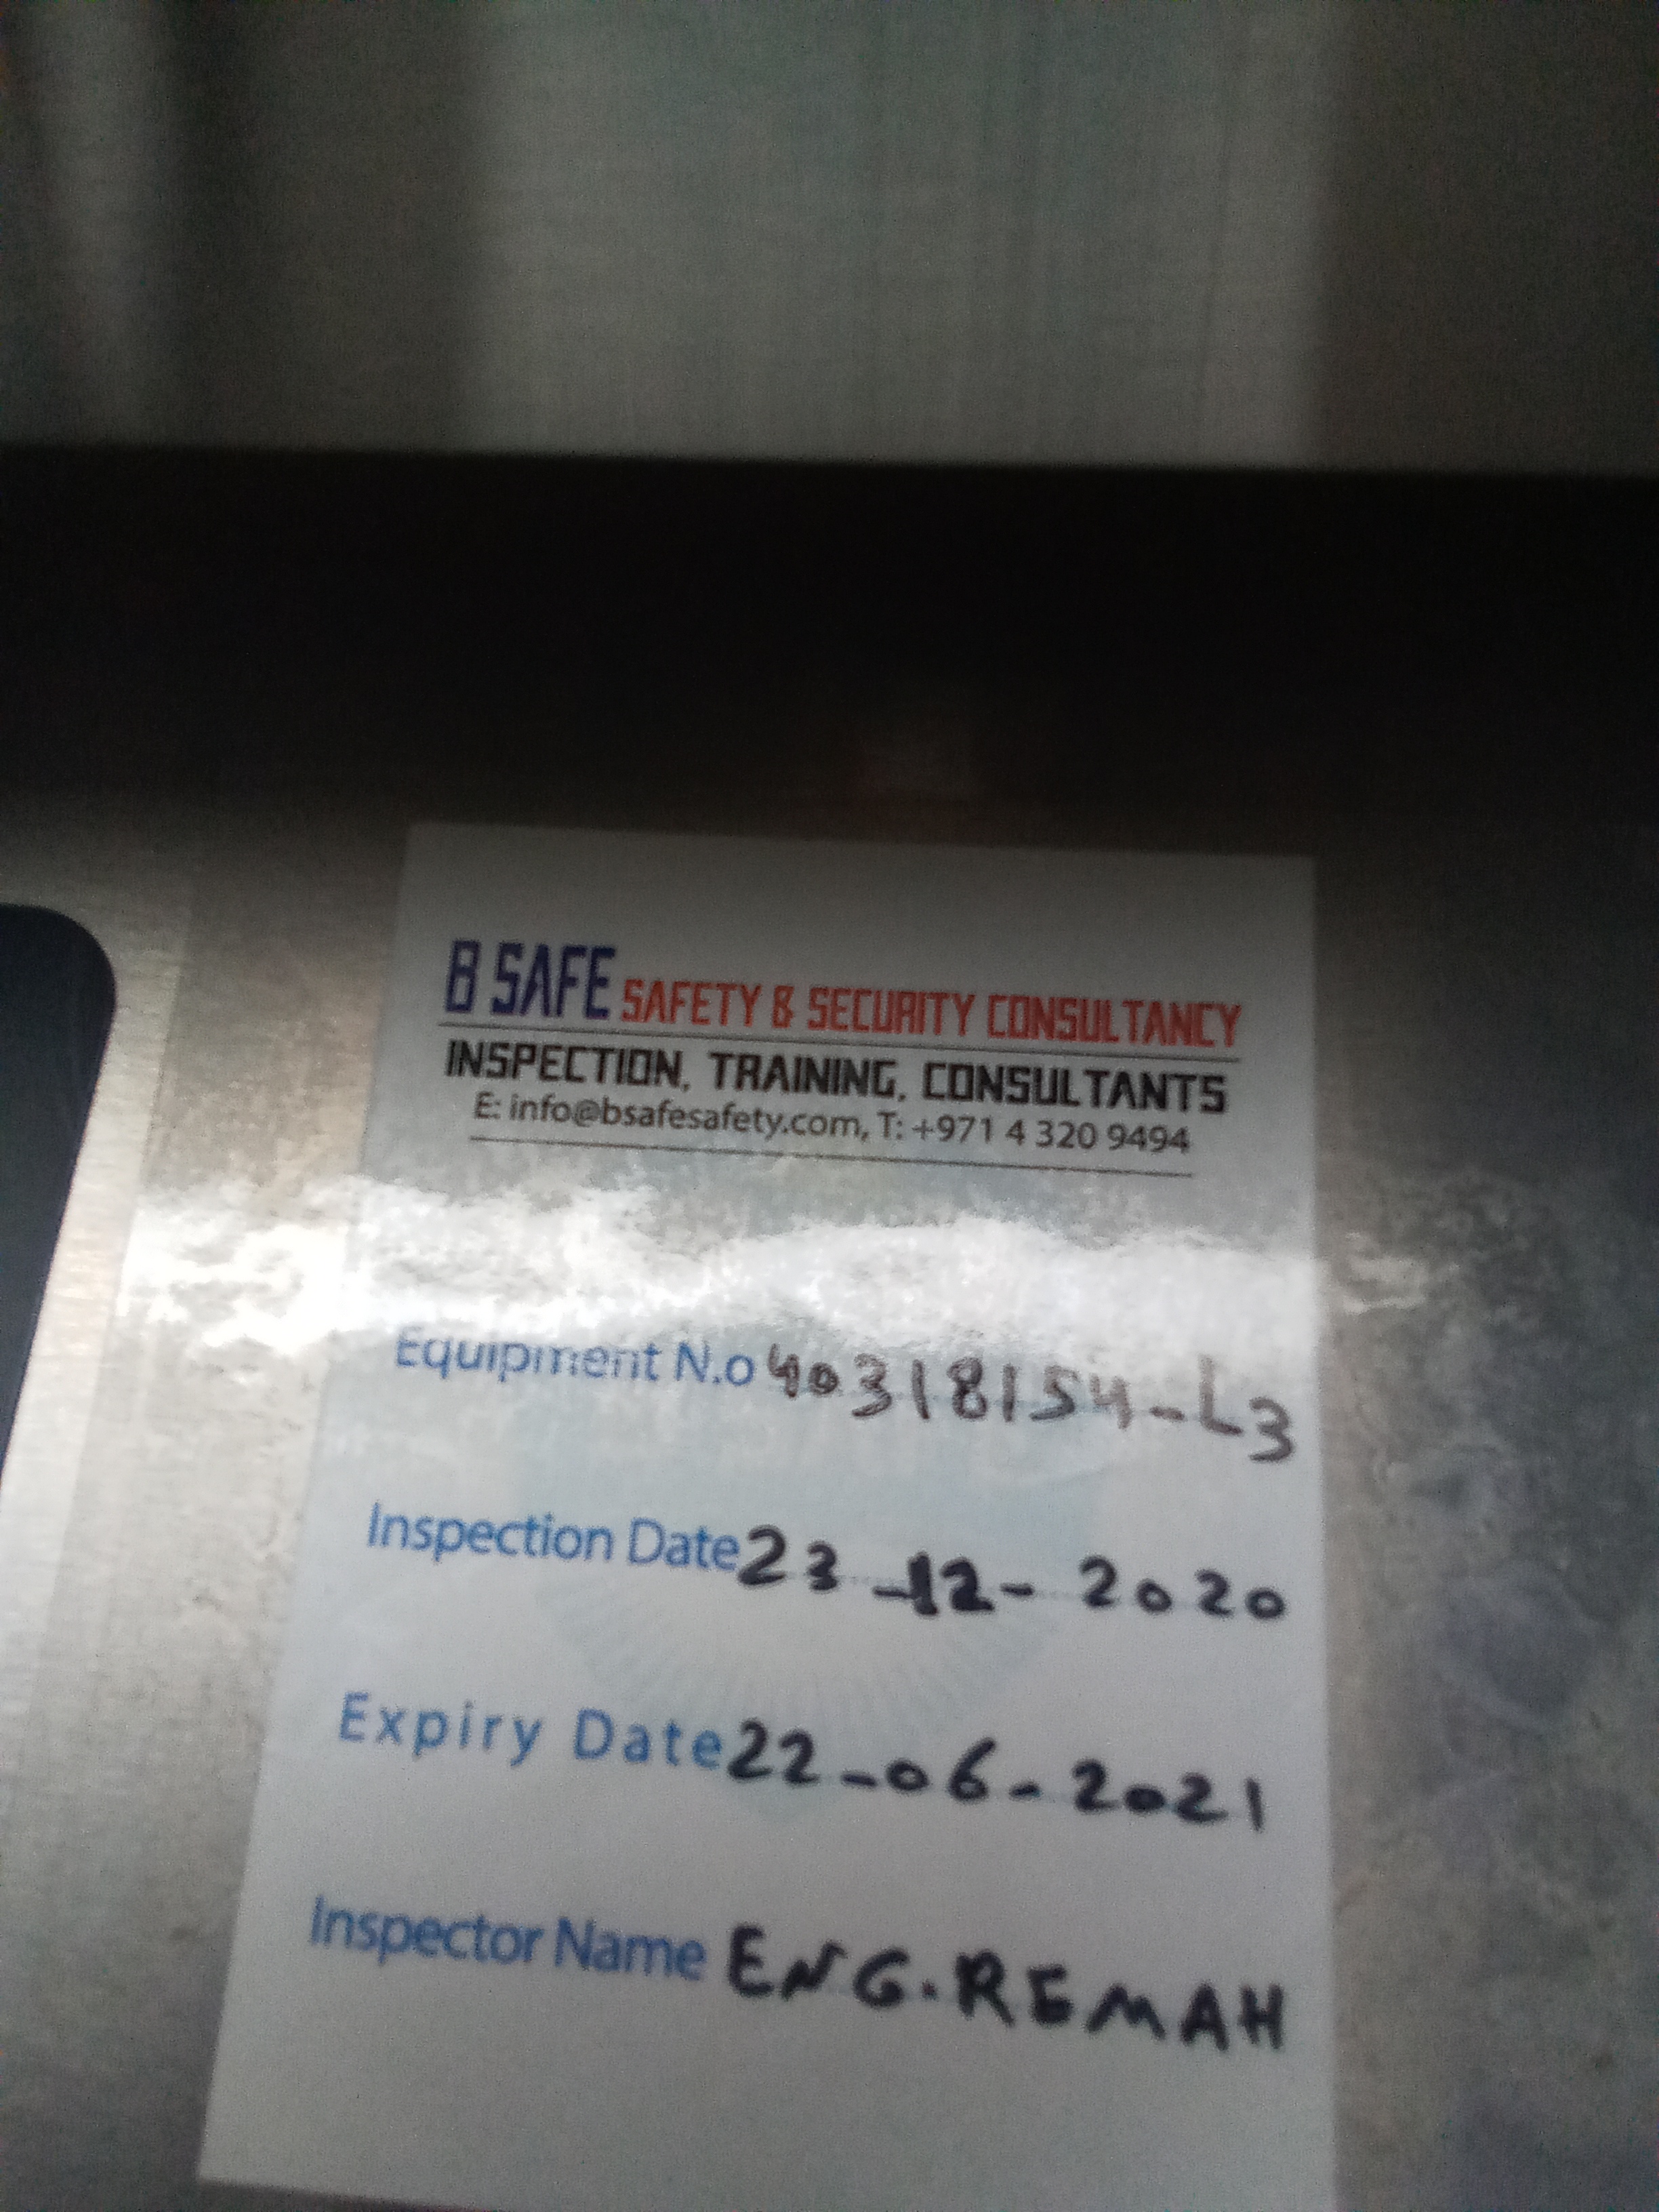 B SAFE SAFETY & SECURITY CONSULTANCY
INSPECTION, TRAINING, CONSULTANTS
E: info@bsafesafety.com, T: +971 4 320 9494
Equipment N.o 40318154-L3
Inspection Date 23-12-2020
Expiry Date 22-06-2021
Inspector Name ENG.REMAH